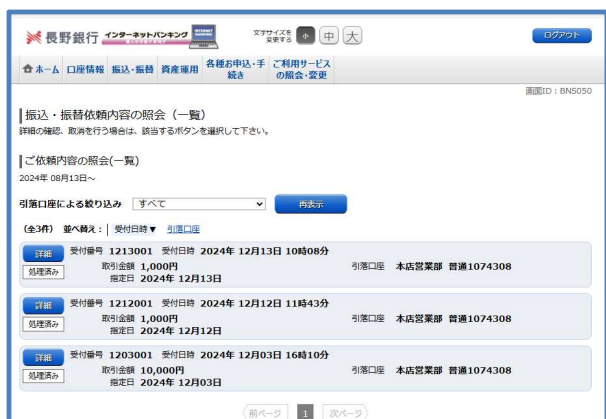 長野銀行 インターネットバンキング
文字サイズを変更する 小 中 大
ログアウト
ホーム 口座情報 振込・振替 資産運用 各種お申込・手続き ご利用サービスの照会・変更
画面ID：BNS050
振込・振替依頼内容の照会（一覧）
詳細の確認、取消を行う場合は、該当するボタンを選択して下さい。
ご依頼内容の照会(一覧)
2024年 08月13日～
引落口座による絞り込み すべて 再表示
(全3件) 並べ替え： 受付日時▼ 引落口座
詳細 受付番号 1213001 受付日時 2024年 12月13日 10時08分
処理済み 取引金額 1,000円 引落口座 本店営業部 普通1074308
指定日 2024年 12月13日
詳細 受付番号 1212001 受付日時 2024年 12月12日 11時43分
処理済み 取引金額 1,000円 引落口座 本店営業部 普通1074308
指定日 2024年 12月12日
詳細 受付番号 1203001 受付日時 2024年 12月03日 16時10分
処理済み 取引金額 10,000円 引落口座 本店営業部 普通1074308
指定日 2024年 12月03日
前ページ 1 次ページ